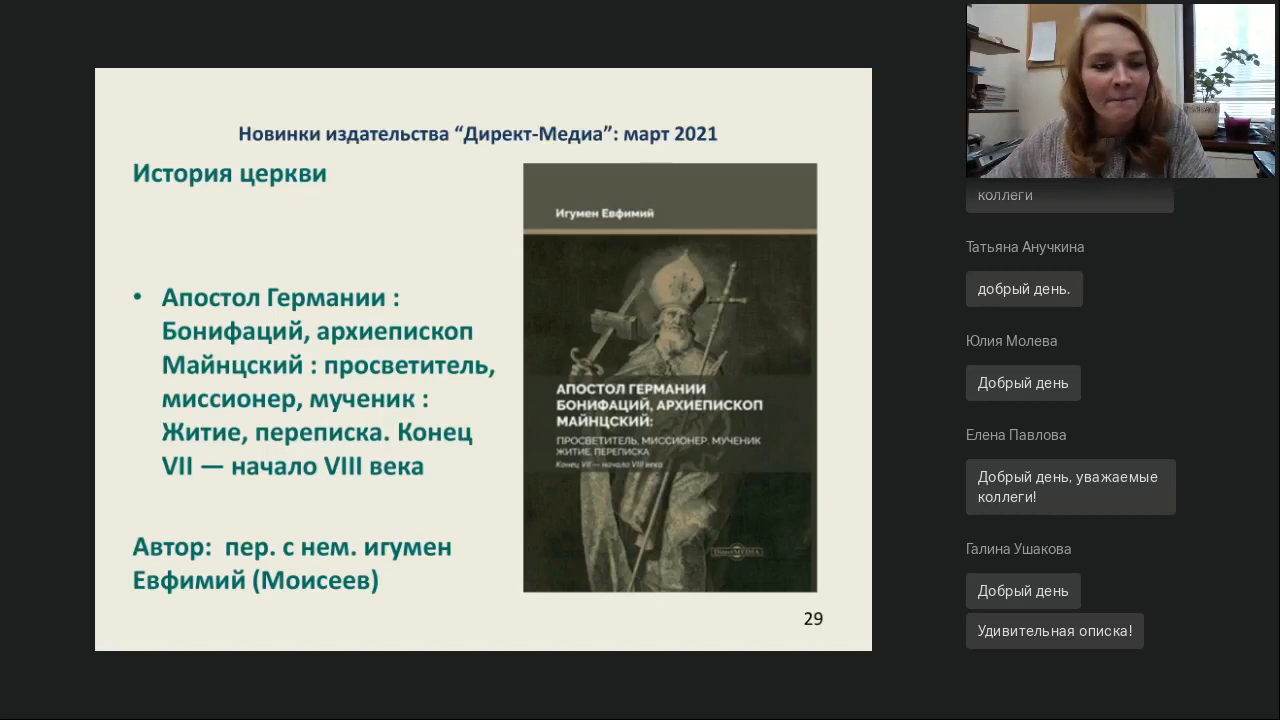 Новинки издательства “Директ-Медиа”: март 2021
История церкви
• Апостол Германии :
Бонифаций, архиепископ
Майнцский : просветитель,
миссионер, мученик :
Житие, переписка. Конец
VII — начало VIII века
Автор:  пер. с нем. игумен
Евфимий (Моисеев)
Игумен Евфимий
АПОСТОЛ ГЕРМАНИИ
БОНИФАЦИЙ, АРХИЕПИСКОП
МАЙНЦСКИЙ:
ПРОСВЕТИТЕЛЬ, МИССИОНЕР, МУЧЕНИК
ЖИТИЕ, ПЕРЕПИСКА
Конец VII — начало VIII века
29
коллеги
Татьяна Анучкина
добрый день.
Юлия Молева
Добрый день
Елена Павлова
Добрый день, уважаемые
коллеги!
Галина Ушакова
Добрый день
Удивительная описка!